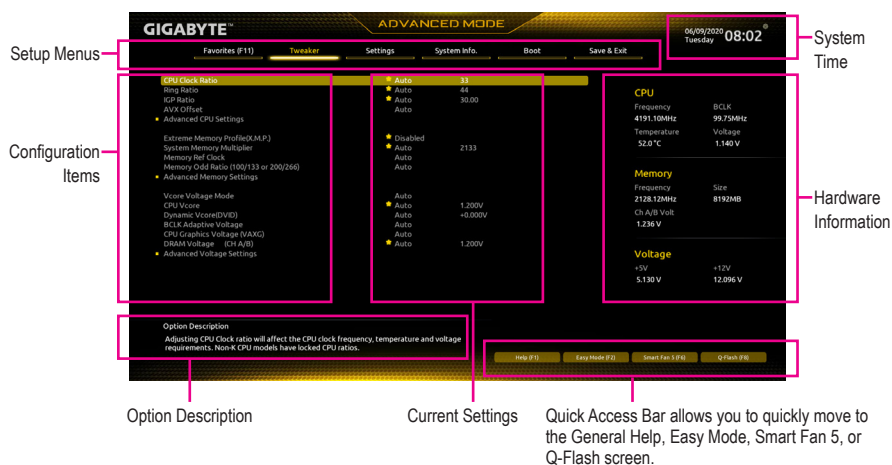 GIGABYTE™
ADVANCED MODE
06/09/2020
Tuesday
08:02
System
Time
Setup Menus
Favorites (F11) Tweaker Settings System Info. Boot Save & Exit
Configuration
Items
CPU Clock Ratio Auto 33
Ring Ratio Auto 44
IGP Ratio Auto 30.00
AVX Offset Auto
Advanced CPU Settings
Extreme Memory Profile(X.M.P.) Disabled
System Memory Multiplier Auto 2133
Memory Ref Clock Auto
Memory Odd Ratio (100/133 or 200/266) Auto
Advanced Memory Settings
Vcore Voltage Mode Auto
CPU Vcore Auto 1.200V
Dynamic Vcore(DVID) Auto +0.000V
BCLK Adaptive Voltage Auto
CPU Graphics Voltage (VAXG) Auto
DRAM Voltage (CH A/B) Auto 1.200V
Advanced Voltage Settings
CPU
Frequency BCLK
4191.10MHz 99.75MHz
Temperature Voltage
52.0°C 1.140 V
Memory
Frequency Size
2128.12MHz 8192MB
Ch A/B Volt
1.236 V
Voltage
+5V +12V
5.130 V 12.096 V
Hardware
Information
Option Description
Adjusting CPU Clock ratio will affect the CPU clock frequency, temperature and voltage
requirements. Non-K CPU models have locked CPU ratios.
Help (F1) Easy Mode (F2) Smart Fan 5 (F6) Q-Flash (F8)
Option Description
Current Settings
Quick Access Bar allows you to quickly move to
the General Help, Easy Mode, Smart Fan 5, or
Q-Flash screen.